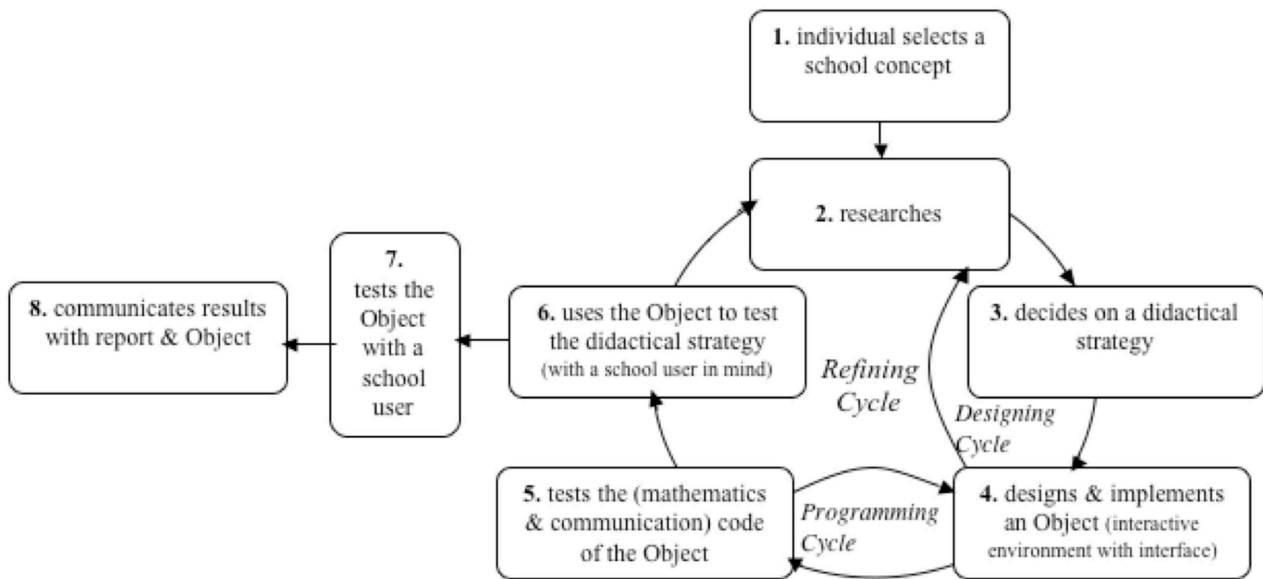 1. individual selects a
school concept
2. researches
3. decides on a didactical
strategy
4. designs & implements
an Object (interactive
environment with interface)
5. tests the (mathematics
& communication) code
of the Object
6. uses the Object to test
the didactical strategy
(with a school user in mind)
7.
tests the
Object
with a
school
user
8. communicates results
with report & Object
Refining
Cycle
Designing
Cycle
Programming
Cycle